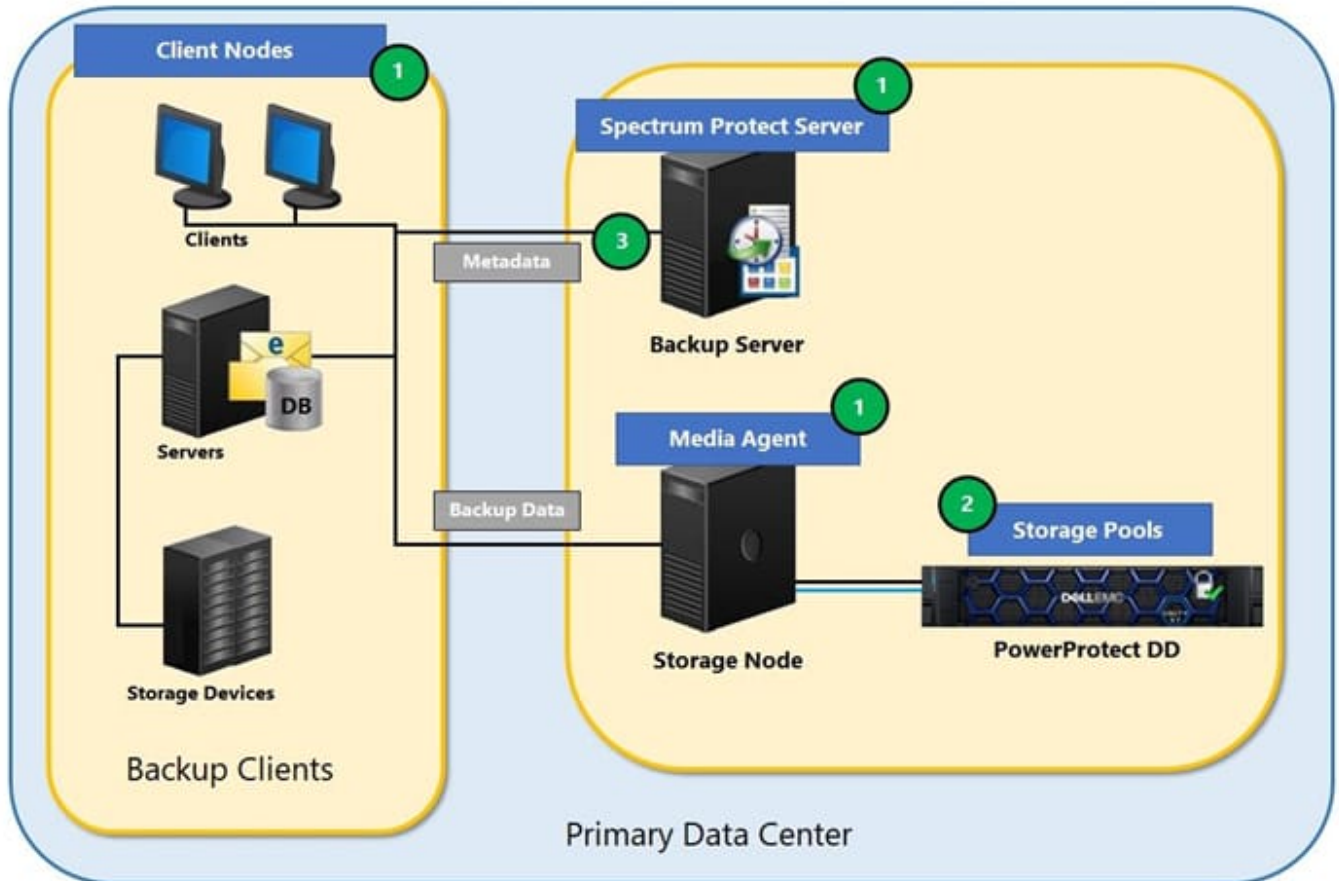 Client Nodes
1
Clients
Servers
e
DB
Storage Devices
Backup Clients
Metadata
Backup Data
3
1
Spectrum Protect Server
Backup Server
1
Media Agent
Storage Node
2
Storage Pools
DELLEMC
PowerProtect DD
Primary Data Center